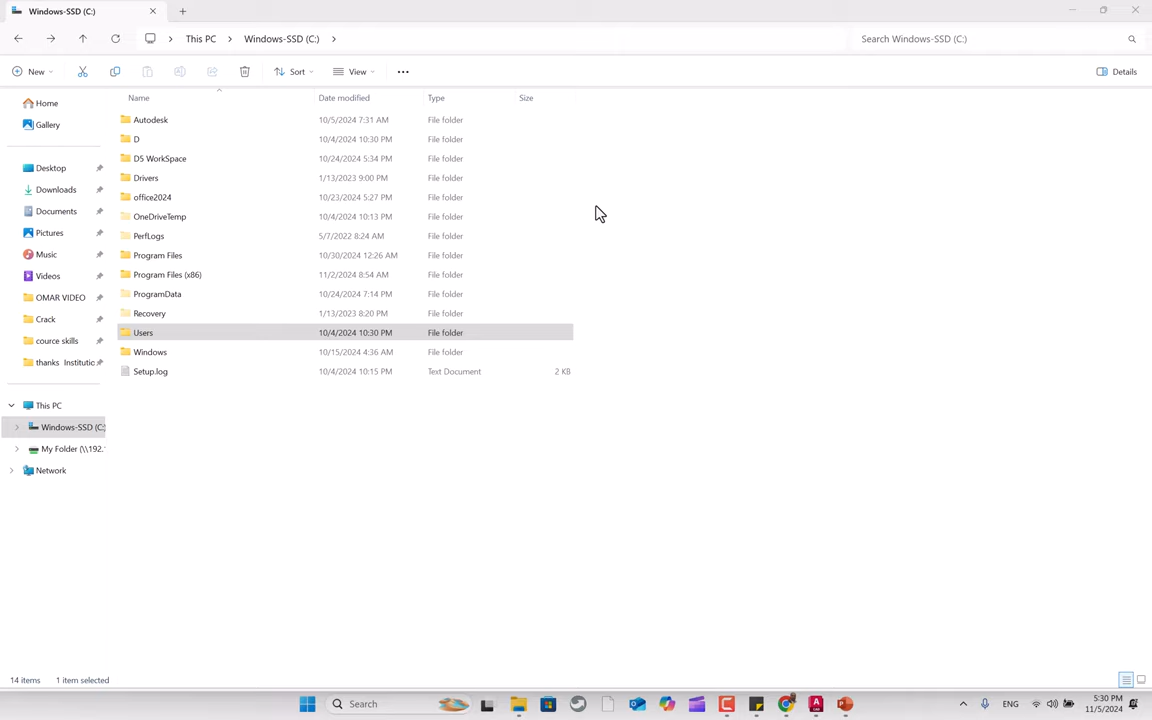 Windows-SSD (C:)
This PC
Windows-SSD (C:)
Search Windows-SSD (C:)
New
Sort
View
Details
Name
Date modified
Type
Size
Home
Gallery
Desktop
Downloads
Documents
Pictures
Music
Videos
OMAR VIDEO
Crack
cource skills
thanks Institutic
This PC
Windows-SSD (C:
My Folder (\\192.
Network
Autodesk 10/5/2024 7:31 AM File folder
D 10/4/2024 10:30 PM File folder
D5 WorkSpace 10/24/2024 5:34 PM File folder
Drivers 1/13/2023 9:00 PM File folder
office2024 10/23/2024 5:27 PM File folder
OneDriveTemp 10/4/2024 10:13 PM File folder
PerfLogs 5/7/2022 8:24 AM File folder
Program Files 10/30/2024 12:26 AM File folder
Program Files (x86) 11/2/2024 8:54 AM File folder
ProgramData 10/24/2024 7:14 PM File folder
Recovery 1/13/2023 8:20 PM File folder
Users 10/4/2024 10:30 PM File folder
Windows 10/15/2024 4:36 AM File folder
Setup.log 10/4/2024 10:15 PM Text Document 2 KB
14 items 1 item selected
Search
ENG
5:30 PM
11/5/2024